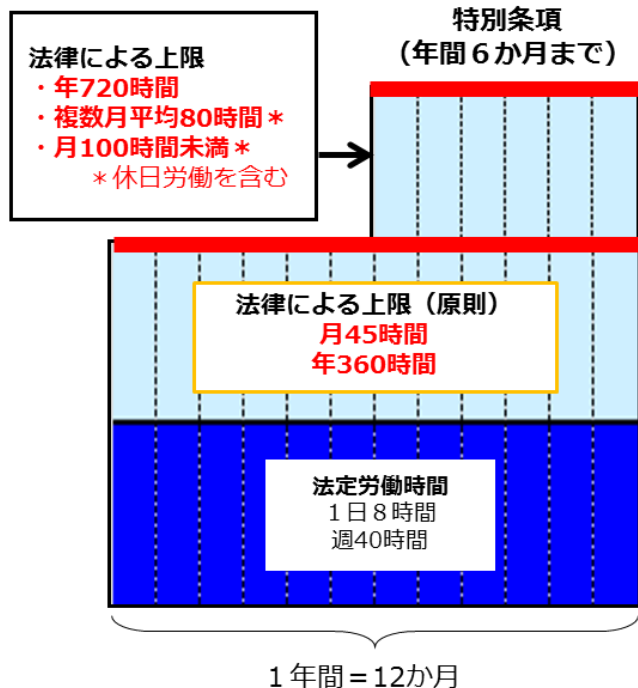 法律による上限
・年720時間
・複数月平均80時間＊
・月100時間未満＊
＊休日労働を含む
特別条項
（年間６か月まで）
法律による上限（原則）
月45時間
年360時間
法定労働時間
１日８時間
週40時間
１年間＝12か月